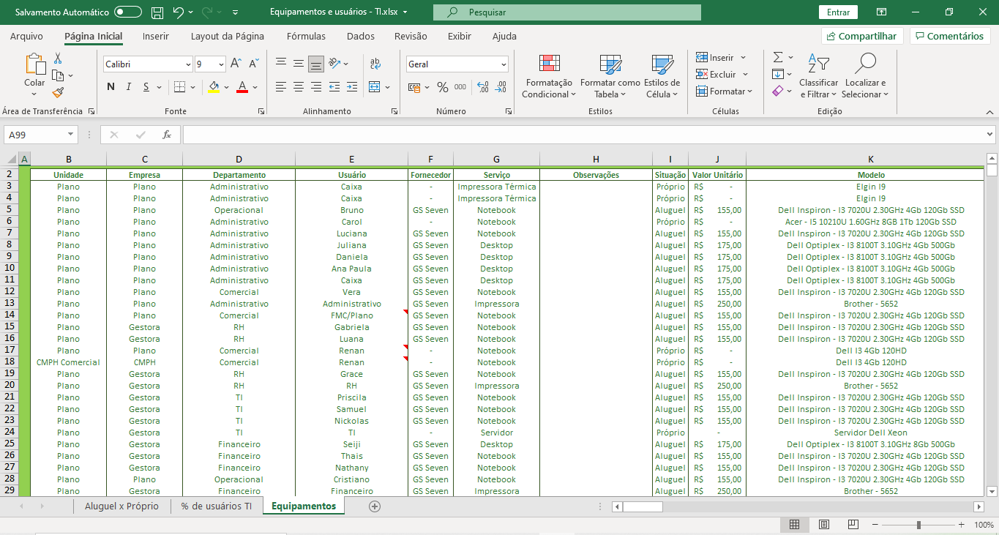 Salvamento Automático Equipamentos e usuários - TI.xlsx Pesquisar Entrar
Arquivo Página Inicial Inserir Layout da Página Fórmulas Dados Revisão Exibir Ajuda Compartilhar Comentários
Colar Calibri 9 A A N I S A ab Geral % 000 Formatação Condicional Formatar como Tabela Estilos de Célula Inserir Excluir Formatar Classificar e Filtrar Localizar e Selecionar
Área de Transferência Fonte Alinhamento Número Estilos Células Edição
A99 fx
A B C D E F G H I J K
2 Unidade Empresa Departamento Usuário Fornecedor Serviço Observações Situação Valor Unitário Modelo
3 Plano Plano Administrativo Caixa - Impressora Térmica Próprio R$ - Elgin I9
4 Plano Plano Administrativo Caixa - Impressora Térmica Próprio R$ - Elgin I9
5 Plano Plano Operacional Bruno GS Seven Notebook Aluguel R$ 155,00 Dell Inspiron - I3 7020U 2.30GHz 4Gb 120Gb SSD
6 Plano Plano Administrativo Carol - Notebook Próprio R$ - Acer - I5 10210U 1.60GHz 8GB 1Tb 120Gb SSD
7 Plano Plano Administrativo Luciana GS Seven Notebook Aluguel R$ 155,00 Dell Inspiron - I3 7020U 2.30GHz 4Gb 120Gb SSD
8 Plano Plano Administrativo Juliana GS Seven Desktop Aluguel R$ 175,00 Dell Optiplex - I3 8100T 3.10GHz 4Gb 500Gb
9 Plano Plano Administrativo Daniela GS Seven Desktop Aluguel R$ 175,00 Dell Optiplex - I3 8100T 3.10GHz 4Gb 500Gb
10 Plano Plano Administrativo Ana Paula GS Seven Desktop Aluguel R$ 175,00 Dell Optiplex - I3 8100T 3.10GHz 4Gb 500Gb
11 Plano Plano Administrativo Caixa GS Seven Desktop Aluguel R$ 175,00 Dell Optiplex - I3 8100T 3.10GHz 4Gb 500Gb
12 Plano Plano Comercial Vera GS Seven Notebook Aluguel R$ 155,00 Dell Inspiron - I3 7020U 2.30GHz 4Gb 120Gb SSD
13 Plano Plano Administrativo Administrativo GS Seven Impressora Aluguel R$ 250,00 Brother - 5652
14 Plano Plano Comercial FMC/Plano GS Seven Notebook Aluguel R$ 155,00 Dell Inspiron - I3 7020U 2.30GHz 4Gb 120Gb SSD
15 Plano Gestora RH Gabriela GS Seven Notebook Aluguel R$ 155,00 Dell Inspiron - I3 7020U 2.30GHz 4Gb 120Gb SSD
16 Plano Gestora RH Luana GS Seven Notebook Aluguel R$ 155,00 Dell Inspiron - I3 7020U 2.30GHz 4Gb 120Gb SSD
17 Plano Plano Comercial Renan - Notebook Próprio R$ - Dell I3 4Gb 120HD
18 CMPH Comercial CMPH Comercial Renan - Notebook Próprio R$ - Dell I3 4Gb 120HD
19 Plano Gestora RH Grace GS Seven Notebook Aluguel R$ 155,00 Dell Inspiron - I3 7020U 2.30GHz 4Gb 120Gb SSD
20 Plano Gestora RH RH GS Seven Impressora Aluguel R$ 250,00 Brother - 5652
21 Plano Gestora TI Priscila GS Seven Notebook Aluguel R$ 155,00 Dell Inspiron - I3 7020U 2.30GHz 4Gb 120Gb SSD
22 Plano Gestora TI Samuel GS Seven Notebook Aluguel R$ 155,00 Dell Inspiron - I3 7020U 2.30GHz 4Gb 120Gb SSD
23 Plano Gestora TI Nickolas GS Seven Notebook Aluguel R$ 155,00 Dell Inspiron - I3 7020U 2.30GHz 4Gb 120Gb SSD
24 Plano Gestora TI TI - Servidor Próprio - Servidor Dell Xeon
25 Plano Gestora Financeiro Seiji GS Seven Desktop Aluguel R$ 175,00 Dell Optiplex - I3 8100T 3.10GHz 8Gb 500Gb
26 Plano Gestora Financeiro Thais GS Seven Notebook Aluguel R$ 155,00 Dell Inspiron - I3 7020U 2.30GHz 4Gb 120Gb SSD
27 Plano Gestora Financeiro Nathany GS Seven Notebook Aluguel R$ 155,00 Dell Inspiron - I3 7020U 2.30GHz 4Gb 120Gb SSD
28 Plano Plano Operacional Cristiano GS Seven Notebook Aluguel R$ 155,00 Dell Inspiron - I3 7020U 2.30GHz 4Gb 120Gb SSD
29 Plano Gestora Financeiro Financeiro GS Seven Impressora Aluguel R$ 250,00 Brother - 5652
Aluguel x Próprio % de usuários TI Equipamentos
100%